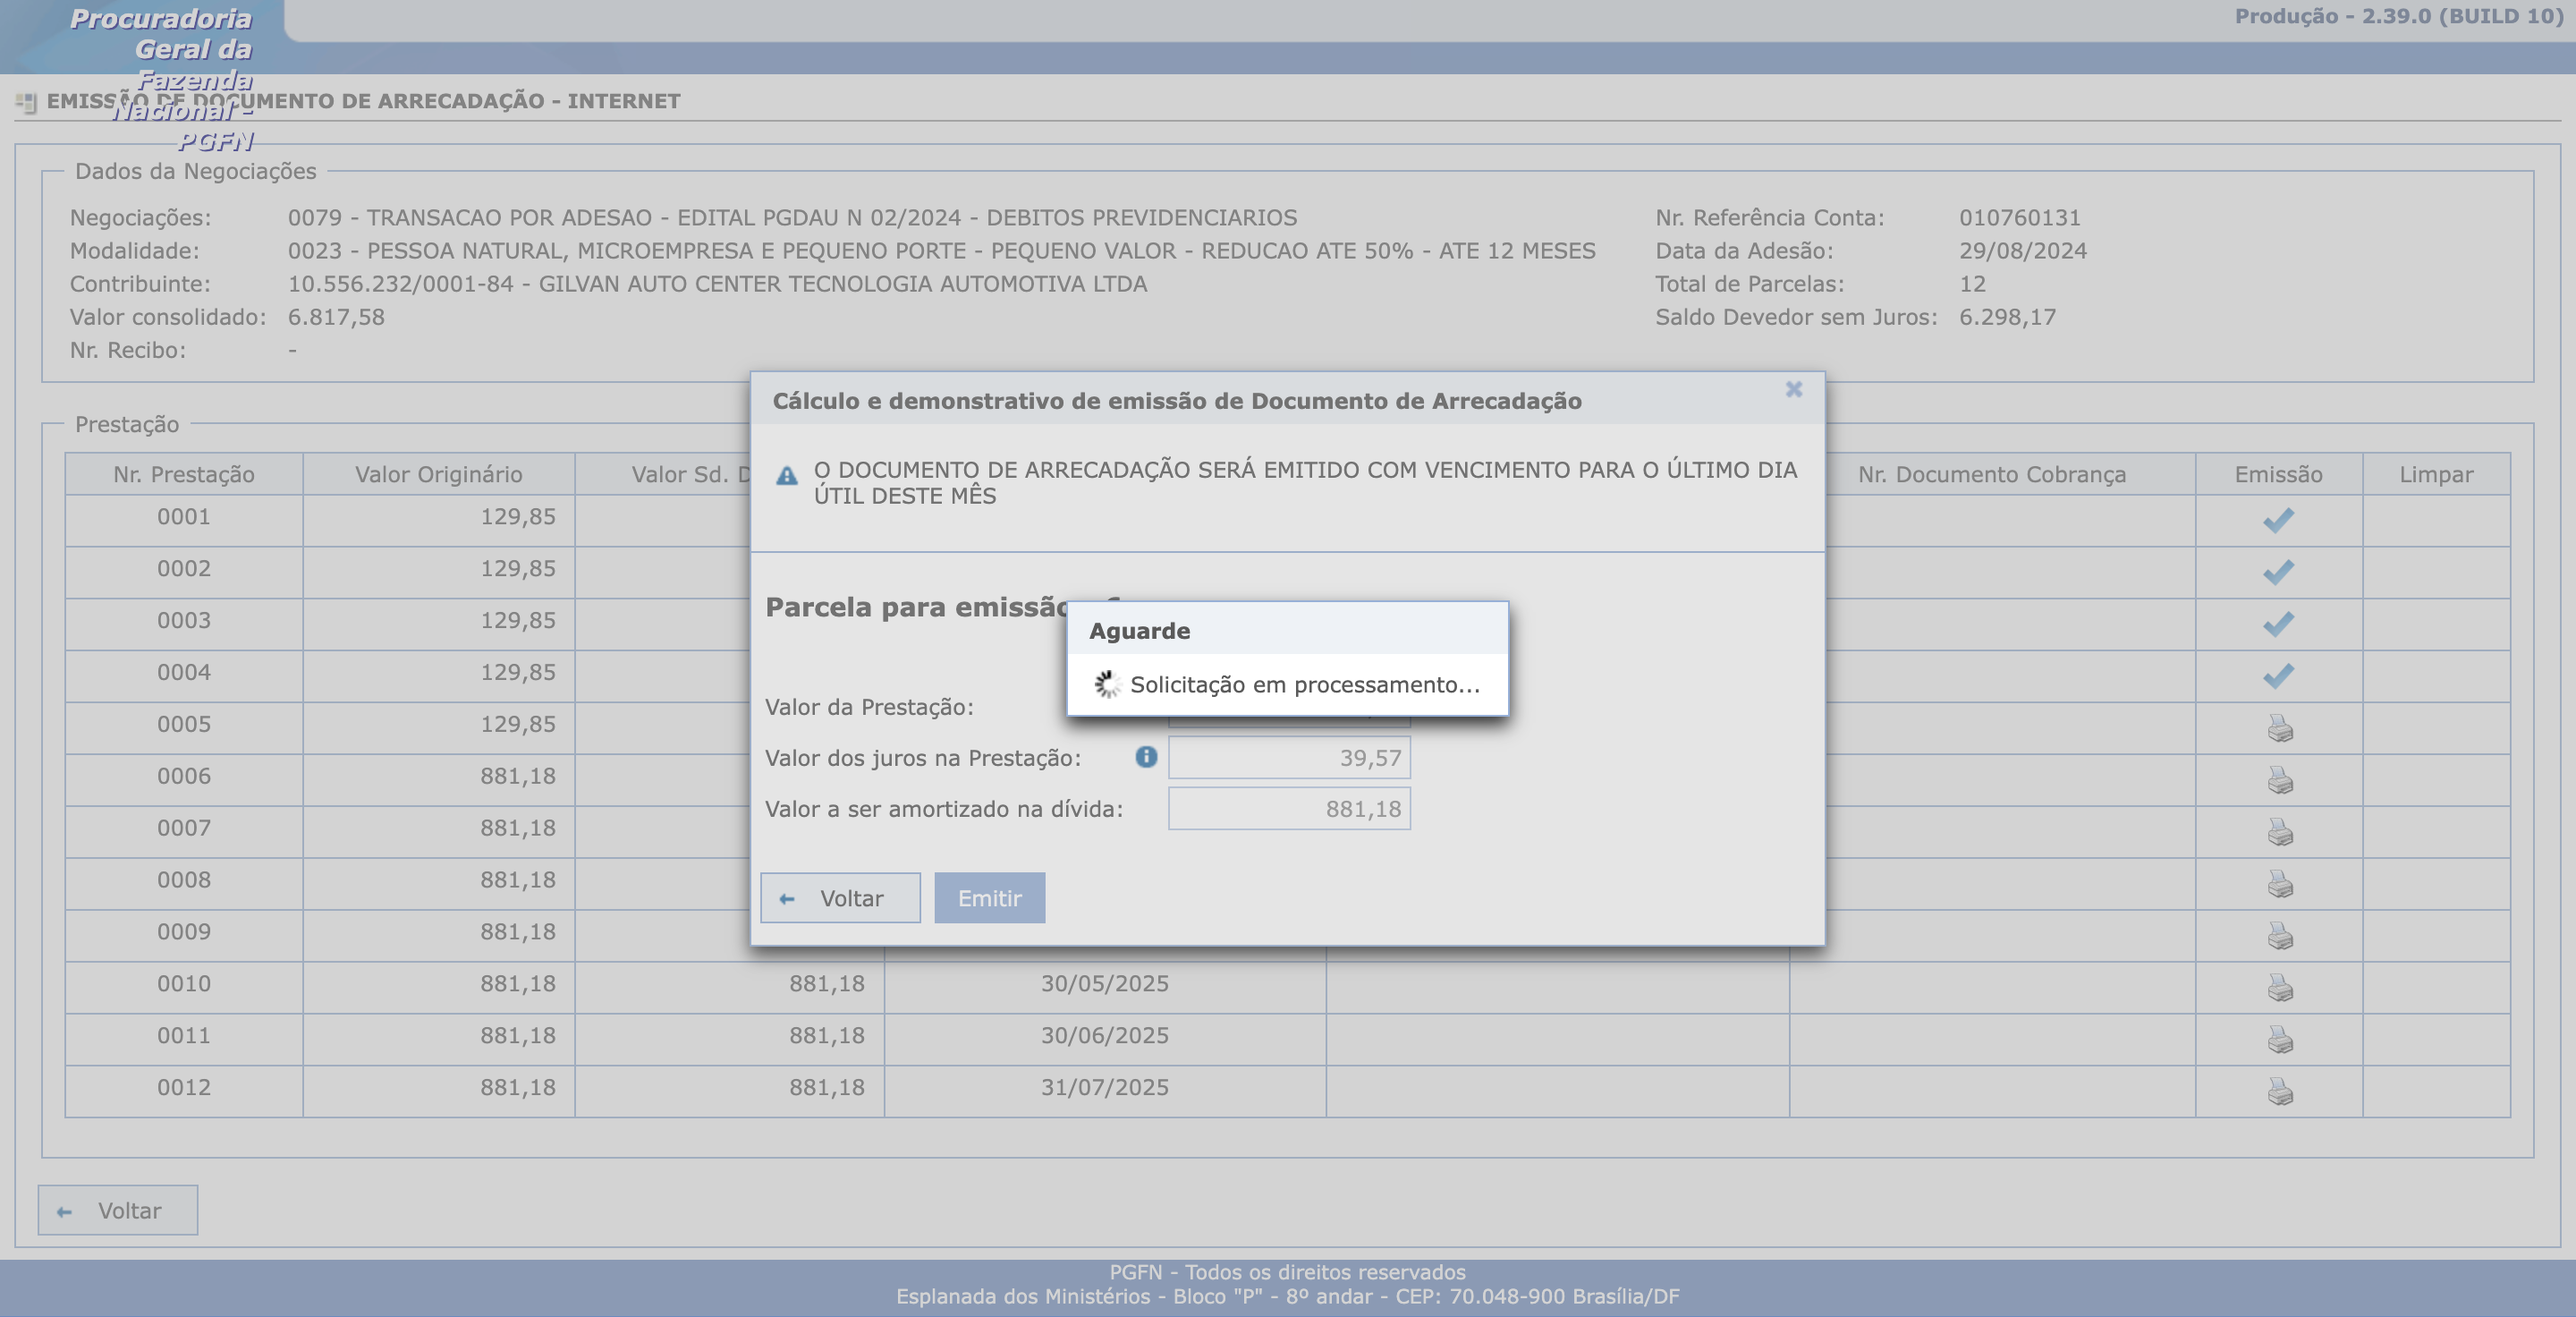 Procuradoria
Geral da
Fazenda
Nacional -
PGFN
Produção - 2.39.0 (BUILD 10)
EMISSÃO DE DOCUMENTO DE ARRECADAÇÃO - INTERNET
Dados da Negociações
Negociações: 0079 - TRANSACAO POR ADESAO - EDITAL PGDAU N 02/2024 - DEBITOS PREVIDENCIARIOS Nr. Referência Conta: 010760131
Modalidade: 0023 - PESSOA NATURAL, MICROEMPRESA E PEQUENO PORTE - PEQUENO VALOR - REDUCAO ATE 50% - ATE 12 MESES Data da Adesão: 29/08/2024
Contribuinte: 10.556.232/0001-84 - GILVAN AUTO CENTER TECNOLOGIA AUTOMOTIVA LTDA Total de Parcelas: 12
Valor consolidado: 6.817,58 Saldo Devedor sem Juros: 6.298,17
Nr. Recibo: -
Prestação
Nr. Prestação Valor Originário Valor Sd. Nr. Documento Cobrança Emissão Limpar
0001 129,85
0002 129,85
0003 129,85
0004 129,85
0005 129,85
0006 881,18
0007 881,18
0008 881,18
0009 881,18
0010 881,18 881,18 30/05/2025
0011 881,18 881,18 30/06/2025
0012 881,18 881,18 31/07/2025
Cálculo e demonstrativo de emissão de Documento de Arrecadação
O DOCUMENTO DE ARRECADAÇÃO SERÁ EMITIDO COM VENCIMENTO PARA O ÚLTIMO DIA
ÚTIL DESTE MÊS
Parcela para emissão
Aguarde
Solicitação em processamento...
Valor da Prestação:
Valor dos juros na Prestação: 39,57
Valor a ser amortizado na dívida: 881,18
Voltar Emitir
Voltar
PGFN - Todos os direitos reservados
Esplanada dos Ministérios - Bloco "P" - 8º andar - CEP: 70.048-900 Brasília/DF